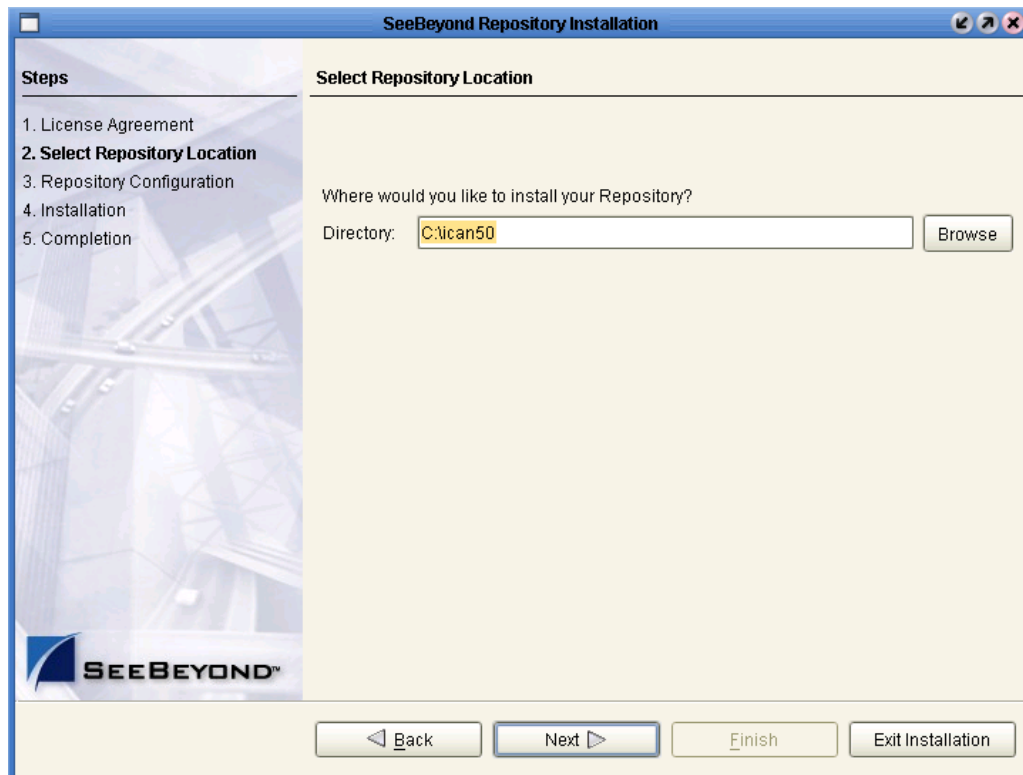 SeeBeyond Repository Installation
Steps
1. License Agreement
2. Select Repository Location
3. Repository Configuration
4. Installation
5. Completion
Select Repository Location
Where would you like to install your Repository?
Directory: C:\ican50 Browse
SEEBEYOND™
Back Next Finish Exit Installation